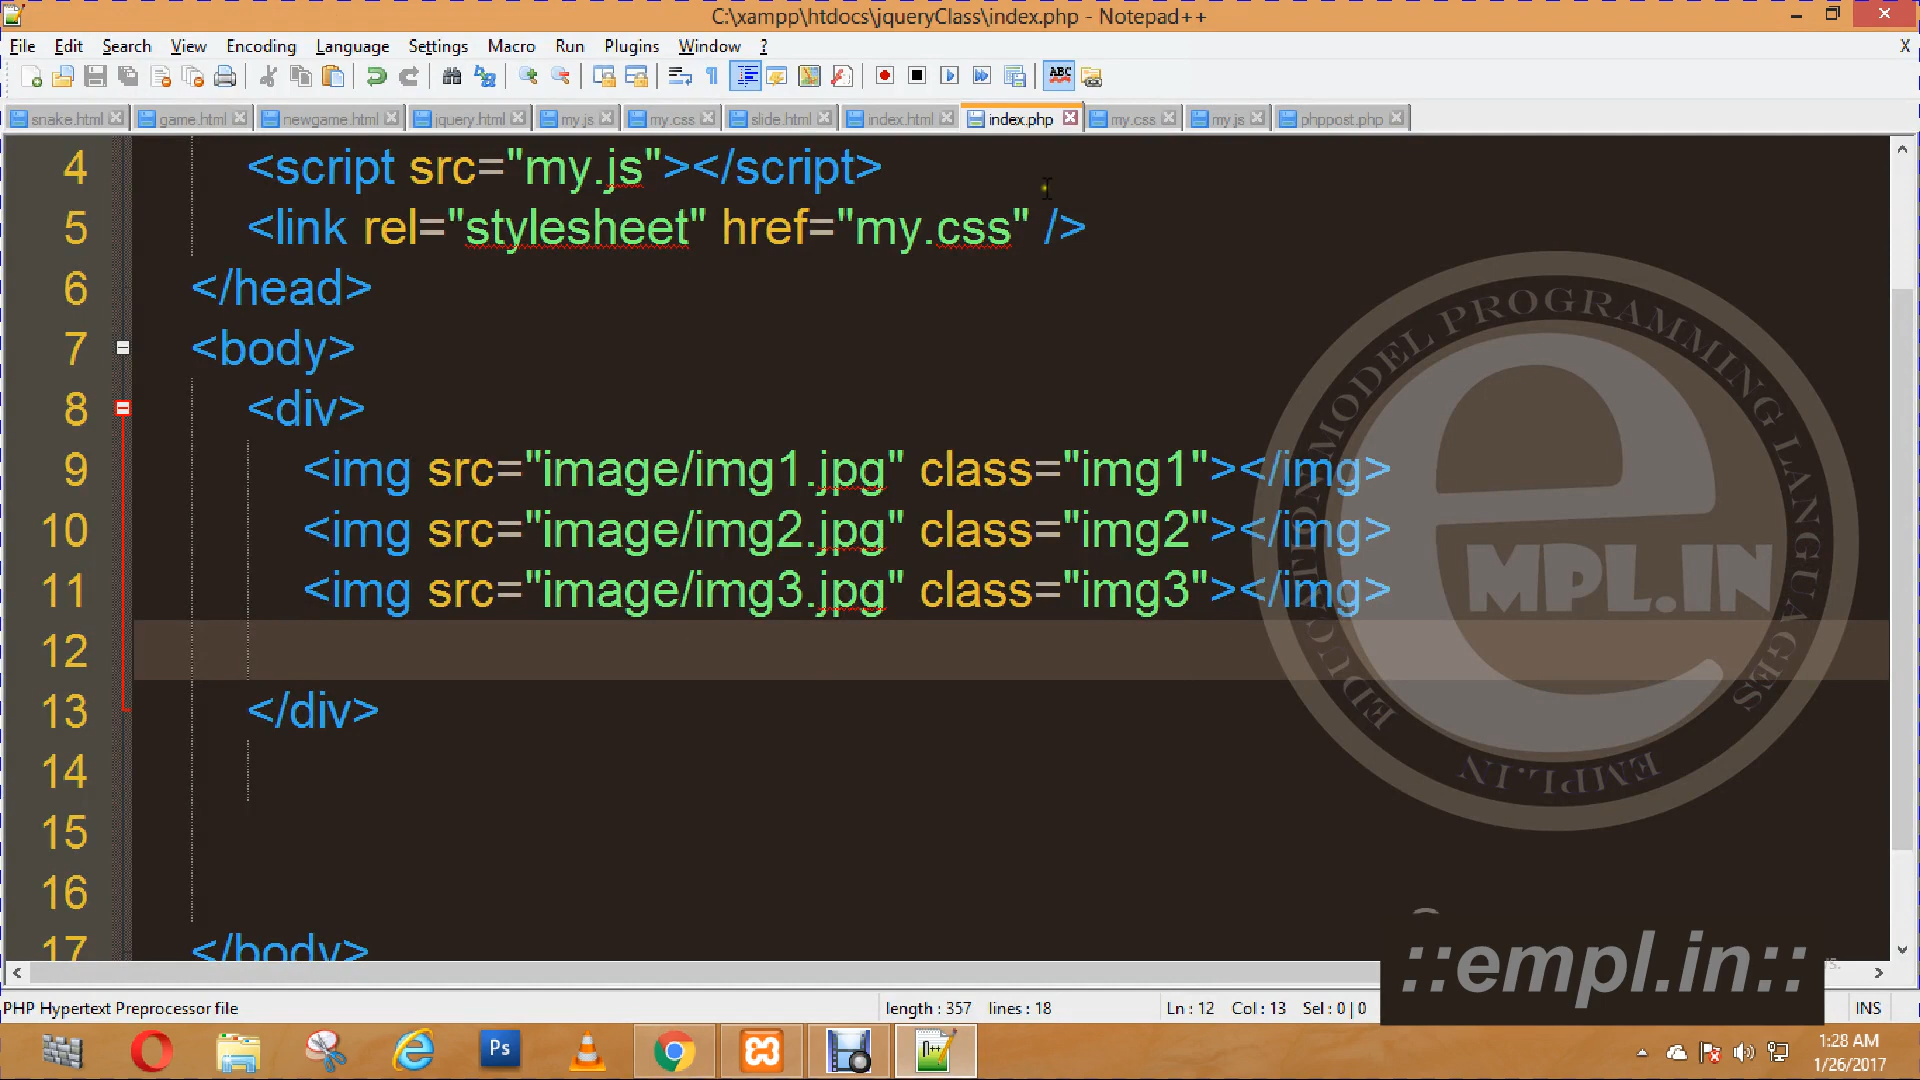 C:\xampp\htdocs\jqueryClass\index.php - Notepad++
File Edit Search View Encoding Language Settings Macro Run Plugins Window ? X
ABC
snake.html game.html newgame.html jquery.html my.js my.css slide.html index.html index.php my.css my.js phppost.php
4 <script src="my.js"></script>
5 <link rel="stylesheet" href="my.css" />
6 </head>
7 <body>
8 <div>
9 <img src="image/img1.jpg" class="img1"></img>
10 <img src="image/img2.jpg" class="img2"></img>
11 <img src="image/img3.jpg" class="img3"></img>
12
13 </div>
14
15
16
17 </body>
EDUCATION MODEL PROGRAMMING LANGUAGES
e
MPL.IN
EMPL.IN
::empl.in::
PHP Hypertext Preprocessor file length : 357 lines : 18 Ln : 12 Col : 13 Sel : 0 | 0 INS
Ps
1:28 AM
1/26/2017